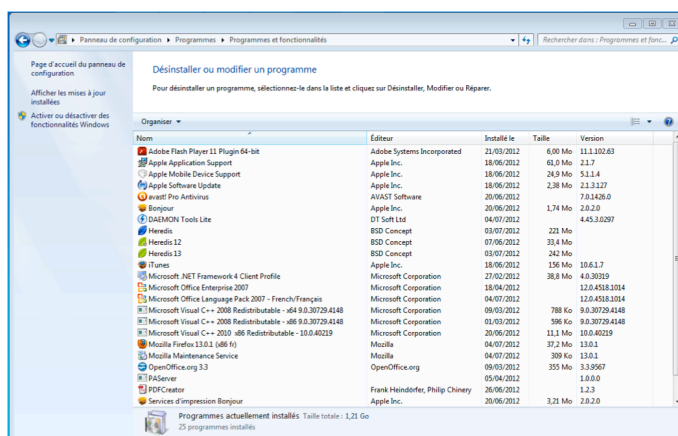 Panneau de configuration ▸ Programmes ▸ Programmes et fonctionnalités
Rechercher dans : Programmes et fonc...
Page d'accueil du panneau de configuration
Afficher les mises à jour installées
Activer ou désactiver des fonctionnalités Windows
Désinstaller ou modifier un programme
Pour désinstaller un programme, sélectionnez-le dans la liste et cliquez sur Désinstaller, Modifier ou Réparer.
Organiser
Nom Éditeur Installé le Taille Version
Adobe Flash Player 11 Plugin 64-bit Adobe Systems Incorporated 21/03/2012 6,00 Mo 11.1.102.63
Apple Application Support Apple Inc. 18/06/2012 61,0 Mo 2.1.7
Apple Mobile Device Support Apple Inc. 18/06/2012 24,9 Mo 5.1.1.4
Apple Software Update Apple Inc. 18/06/2012 2,38 Mo 2.1.3.127
avast! Pro Antivirus AVAST Software 20/06/2012 7.0.1426.0
Bonjour Apple Inc. 20/06/2012 1,74 Mo 2.0.2.0
DAEMON Tools Lite DT Soft Ltd 04/07/2012 4.45.3.0297
Heredis BSD Concept 03/07/2012 221 Mo
Heredis 12 BSD Concept 07/06/2012 33,4 Mo
Heredis 13 BSD Concept 03/07/2012 242 Mo
iTunes Apple Inc. 18/06/2012 156 Mo 10.6.1.7
Microsoft .NET Framework 4 Client Profile Microsoft Corporation 27/02/2012 38,8 Mo 4.0.30319
Microsoft Office Enterprise 2007 Microsoft Corporation 18/04/2012 12.0.4518.1014
Microsoft Office Language Pack 2007 - French/Français Microsoft Corporation 04/07/2012 12.0.4518.1014
Microsoft Visual C++ 2008 Redistributable - x64 9.0.30729.4148 Microsoft Corporation 09/03/2012 788 Ko 9.0.30729.4148
Microsoft Visual C++ 2008 Redistributable - x86 9.0.30729.4148 Microsoft Corporation 01/03/2012 596 Ko 9.0.30729.4148
Microsoft Visual C++ 2010 x86 Redistributable - 10.0.40219 Microsoft Corporation 20/06/2012 11,1 Mo 10.0.40219
Mozilla Firefox 13.0.1 (x86 fr) Mozilla 04/07/2012 37,2 Mo 13.0.1
Mozilla Maintenance Service Mozilla 04/07/2012 309 Ko 13.0.1
OpenOffice.org 3.3 OpenOffice.org 09/03/2012 355 Mo 3.3.9567
PAServer 05/04/2012 1.0.0.0
PDFCreator Frank Heindörfer, Philip Chinery 26/06/2012 1.2.3
Services d'impression Bonjour Apple Inc. 20/06/2012 3,21 Mo 2.0.2.0
Programmes actuellement installés Taille totale : 1,21 Go
25 programmes installés